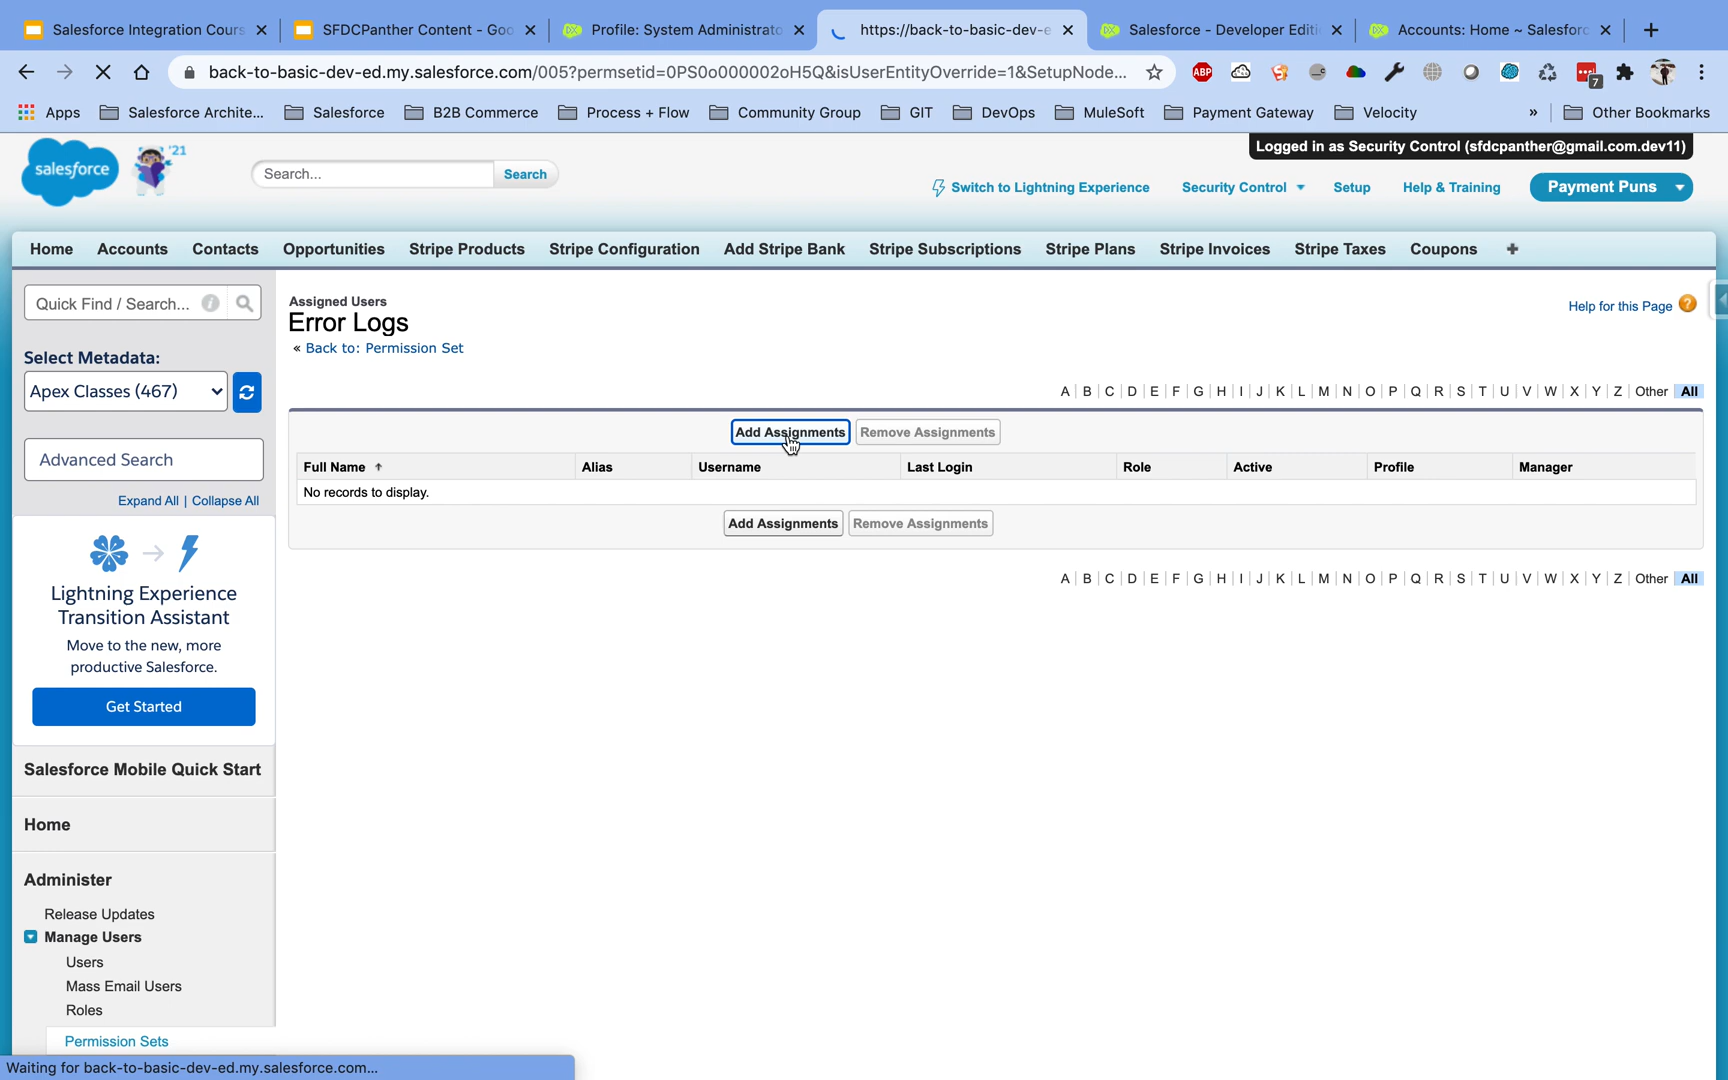 Salesforce Integration Cours
SFDCPanther Content - Goo
Profile: System Administrato
https://back-to-basic-dev-e
Salesforce - Developer Editi
Accounts: Home ~ Salesforc
back-to-basic-dev-ed.my.salesforce.com/005?permsetid=0PS0o000002oH5Q&isUserEntityOverride=1&SetupNode...
ABP
7
Apps
Salesforce Archite...
Salesforce
B2B Commerce
Process + Flow
Community Group
GIT
DevOps
MuleSoft
Payment Gateway
Velocity
»
Other Bookmarks
Logged in as Security Control (sfdcpanther@gmail.com.dev11)
salesforce
'21
Search...
Search
Switch to Lightning Experience
Security Control
Setup
Help & Training
Payment Puns
Home
Accounts
Contacts
Opportunities
Stripe Products
Stripe Configuration
Add Stripe Bank
Stripe Subscriptions
Stripe Plans
Stripe Invoices
Stripe Taxes
Coupons
Quick Find / Search...
Select Metadata:
Apex Classes (467)
Advanced Search
Expand All | Collapse All
Lightning Experience
Transition Assistant
Move to the new, more
productive Salesforce.
Get Started
Salesforce Mobile Quick Start
Home
Administer
Release Updates
Manage Users
Users
Mass Email Users
Roles
Permission Sets
Assigned Users
Error Logs
« Back to: Permission Set
Help for this Page
A | B | C | D | E | F | G | H | I | J | K | L | M | N | O | P | Q | R | S | T | U | V | W | X | Y | Z | Other | All
Add Assignments
Remove Assignments
Full Name
Alias
Username
Last Login
Role
Active
Profile
Manager
No records to display.
Add Assignments
Remove Assignments
A | B | C | D | E | F | G | H | I | J | K | L | M | N | O | P | Q | R | S | T | U | V | W | X | Y | Z | Other | All
Waiting for back-to-basic-dev-ed.my.salesforce.com...